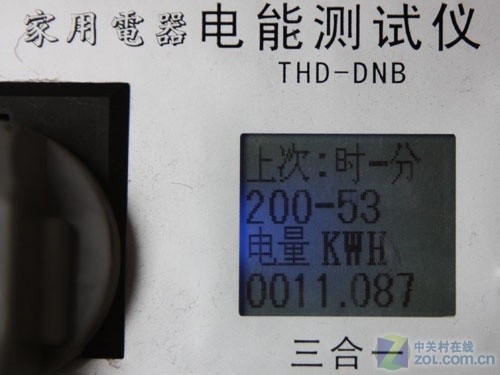 家用電器 电能测试仪
THD-DNB
上次:时-分
200-53
电量 KWH
0011.087
三合一
中关村在线
zol.com.cn